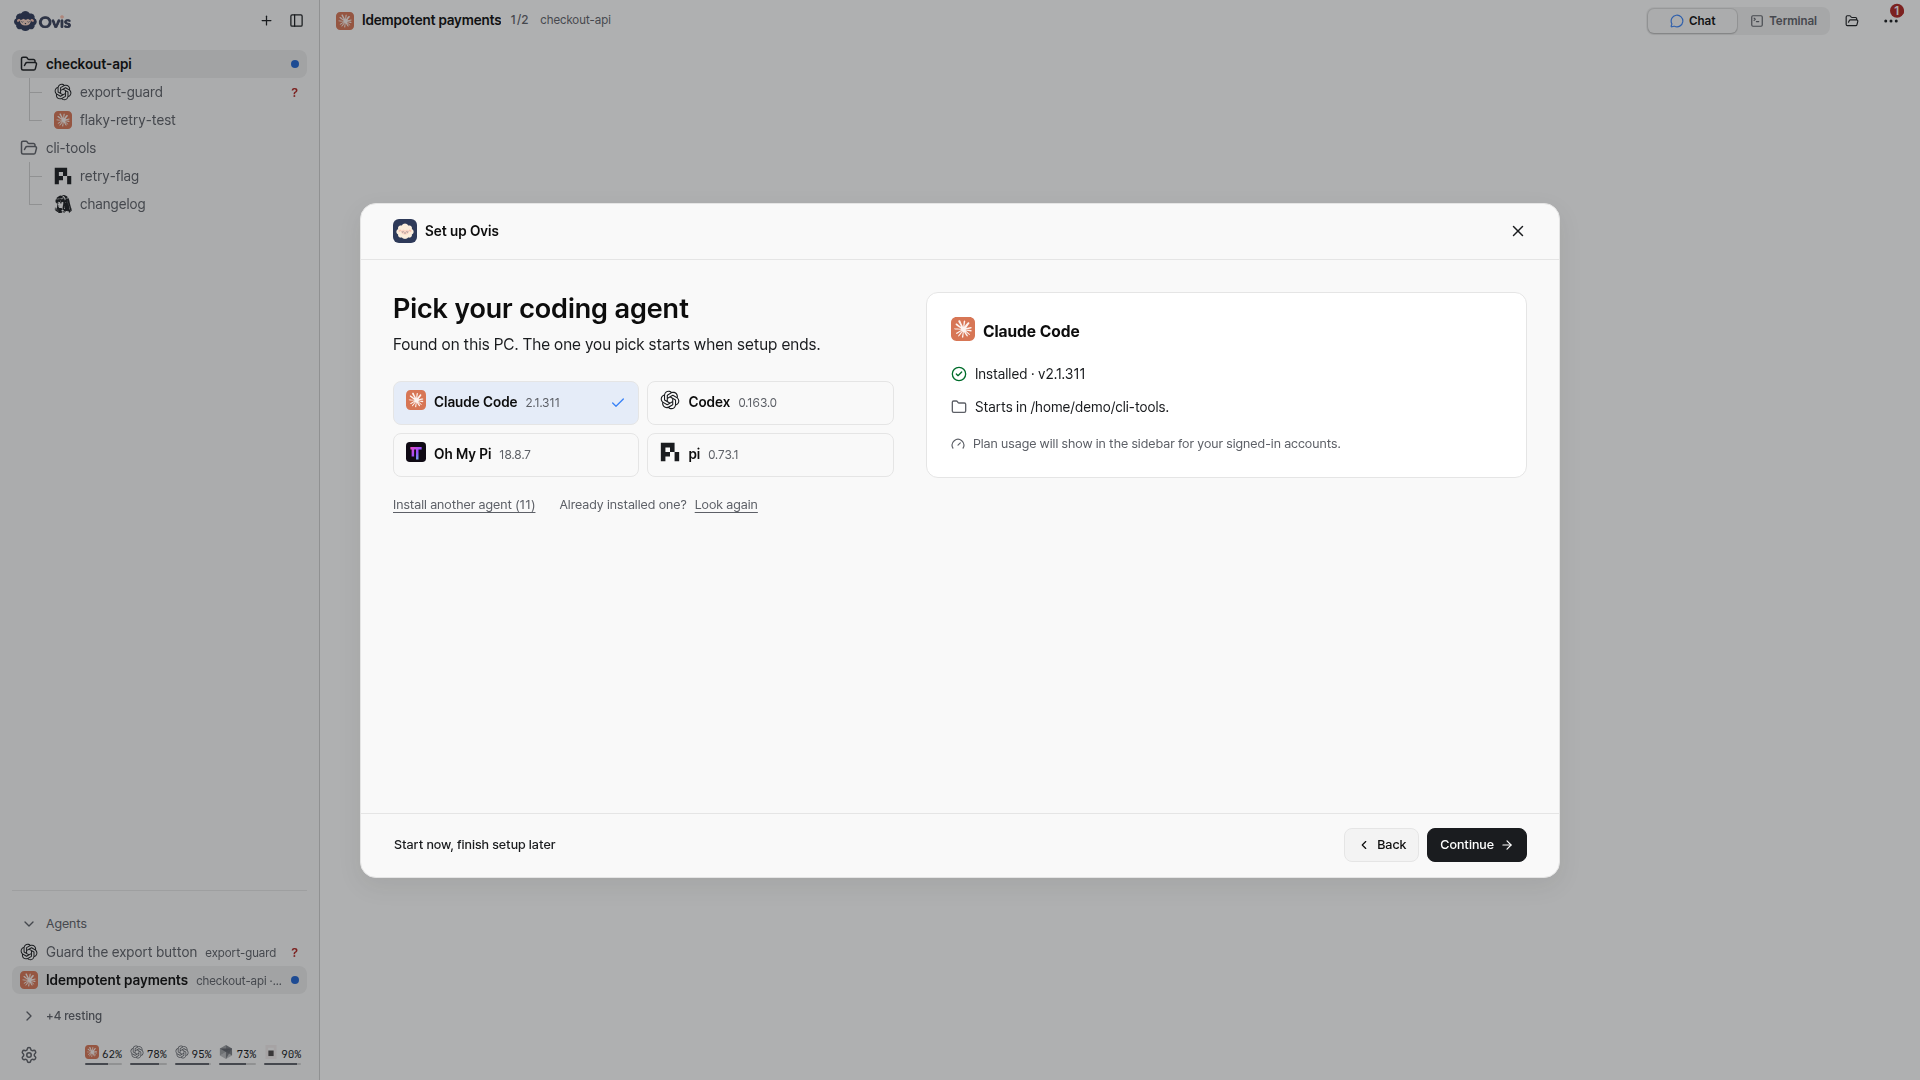 Ovis
Idempotent payments 1/2 checkout-api
Chat
Terminal
1
checkout-api
export-guard ?
flaky-retry-test
cli-tools
retry-flag
changelog
Set up Ovis
Pick your coding agent
Found on this PC. The one you pick starts when setup ends.
Claude Code 2.1.311
Codex 0.163.0
Oh My Pi 18.8.7
pi 0.73.1
Install another agent (11) Already installed one? Look again
Claude Code
Installed · v2.1.311
Starts in /home/demo/cli-tools.
Plan usage will show in the sidebar for your signed-in accounts.
Start now, finish setup later
Back
Continue
Agents
Guard the export button export-guard ?
Idempotent payments checkout-api ·...
+4 resting
62% 78% 95% 73% 90%